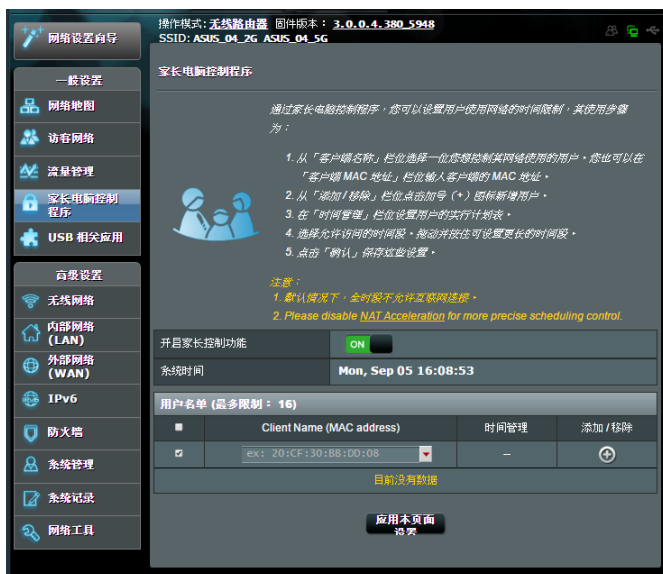 网络设置向导
操作模式: 无线路由器 固件版本： 3.0.0.4.380_5948
SSID: ASUS_04_2G ASUS_04_5G
一般设置
网络地图
访客网络
流量管理
家长电脑控制
程序
USB 相关应用
高级设置
无线网络
内部网络
(LAN)
外部网络
(WAN)
IPv6
防火墙
系统管理
系统记录
网络工具
家长电脑控制程序
通过家长电脑控制程序，您可以设置用户使用网络的时间限制，其使用步骤
为：
1. 从「客户端名称」栏位选择一位您想控制其网络使用的用户。您也可以在
「客户端 MAC 地址」栏位输入客户端的 MAC 地址。
2. 从「添加 / 移除」栏位点击加号（+）图标新增用户。
3. 在「时间管理」栏位设置用户的实行计划表。
4. 选择允许访问的时间段。拖动并按住可设置更长的时间段。
5. 点击「确认」保存这些设置。
注意：
1. 默认情况下，全时段不允许互联网连接。
2. Please disable NAT Acceleration for more precise scheduling control.
开启家长控制功能 ON
系统时间 Mon, Sep 05 16:08:53
用户名单 (最多限制： 16)
Client Name (MAC address) 时间管理 添加 / 移除
ex: 20:CF:30:B8:DD:08 –
目前没有数据
应用本页面
设置